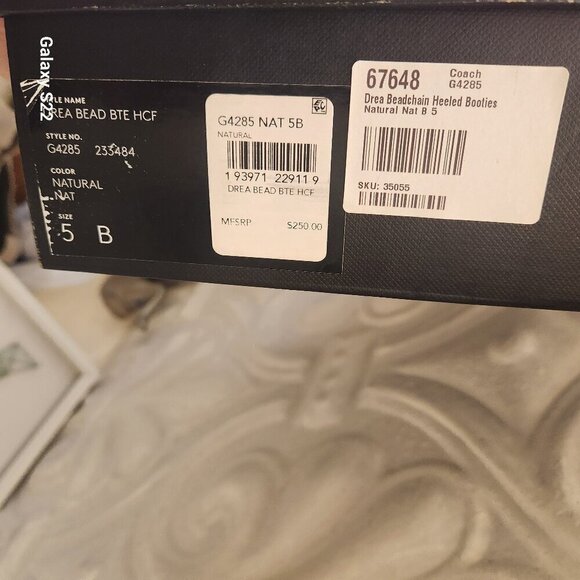 Galaxy S22
STYLE NAME
DREA BEAD BTE HCF
STYLE NO.
G4285 233484
COLOR
NATURAL
NAT
SIZE
5 B
G4285 NAT 5B
NATURAL
1 93971 22911 9
DREA BEAD BTE HCF
MFSRP $250.00
67648 Coach
G4285
Drea Beadchain Heeled Booties
Natural Nat B 5
SKU: 35055